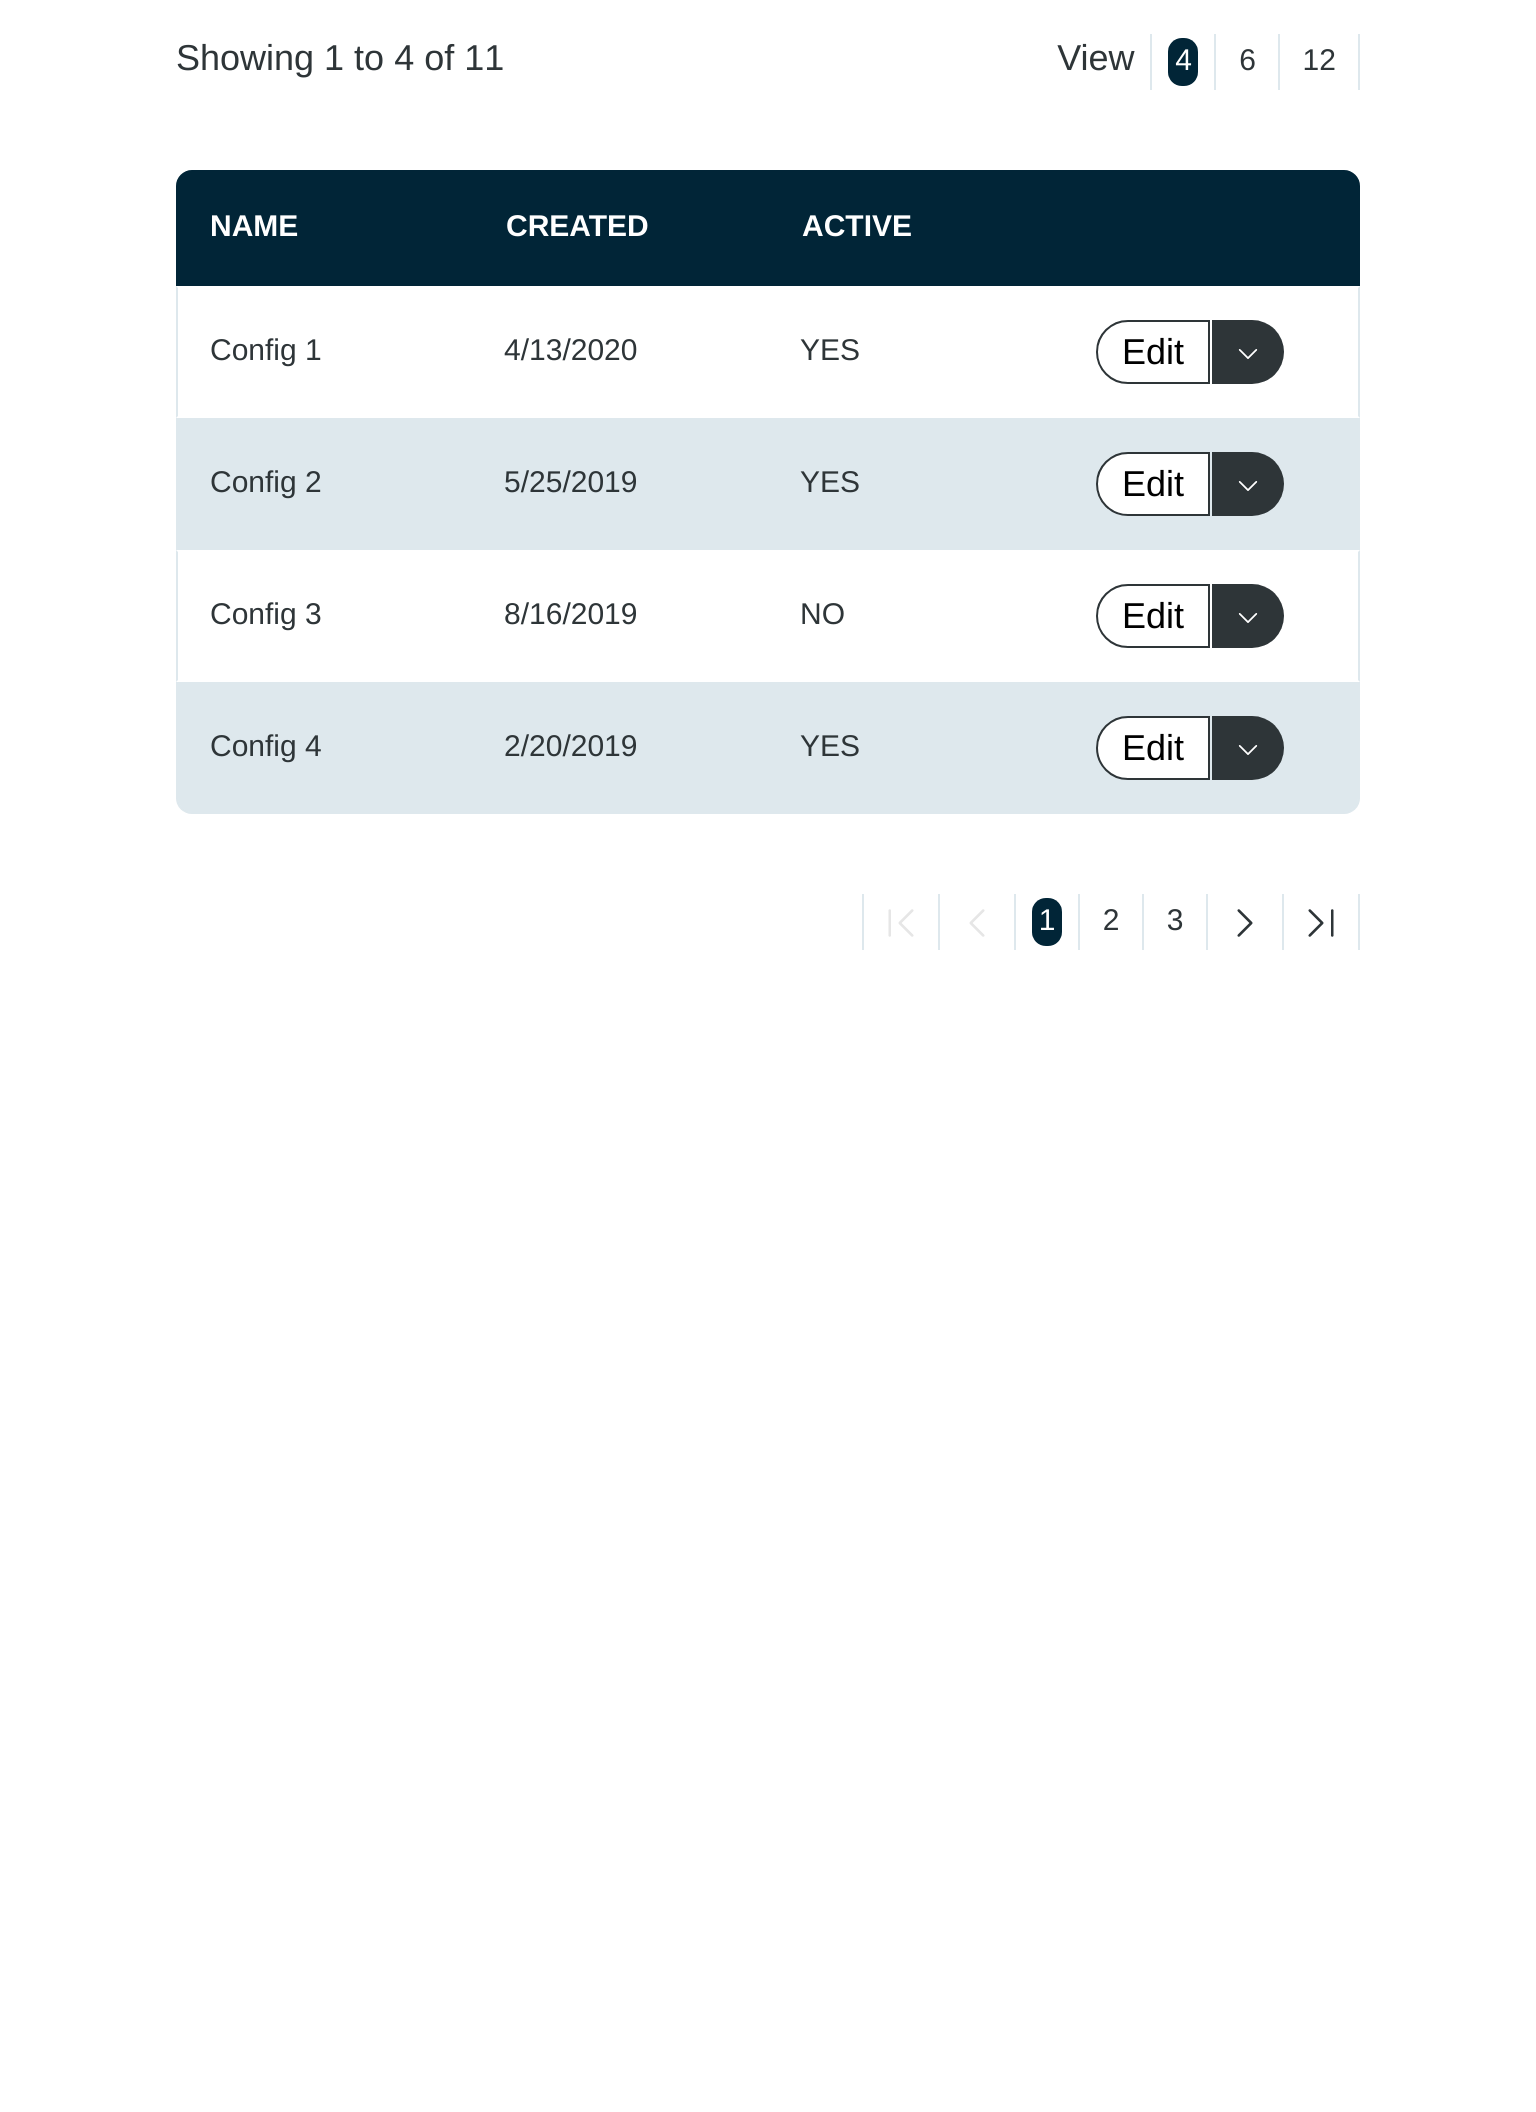 Showing 1 to 4 of 11 View 4 6 12
NAME CREATED ACTIVE
Config 1 4/13/2020 YES Edit
Config 2 5/25/2019 YES Edit
Config 3 8/16/2019 NO Edit
Config 4 2/20/2019 YES Edit
1 2 3